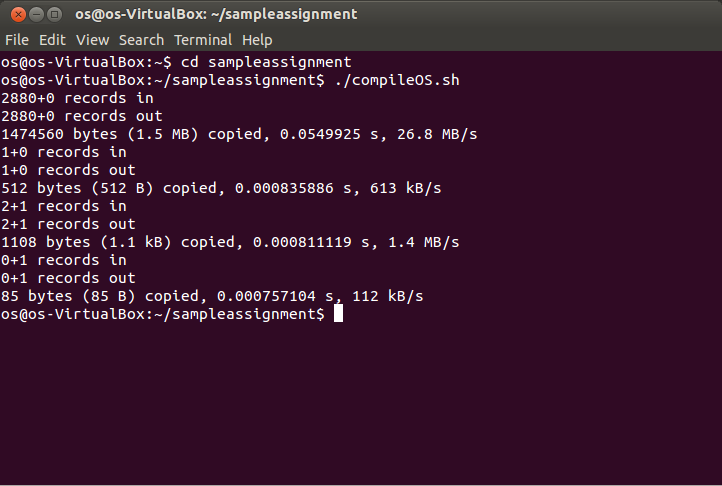 os@os-VirtualBox: ~/sampleassignment
File Edit View Search Terminal Help
os@os-VirtualBox:~$ cd sampleassignment
os@os-VirtualBox:~/sampleassignment$ ./compileOS.sh
2880+0 records in
2880+0 records out
1474560 bytes (1.5 MB) copied, 0.0549925 s, 26.8 MB/s
1+0 records in
1+0 records out
512 bytes (512 B) copied, 0.000835886 s, 613 kB/s
2+1 records in
2+1 records out
1108 bytes (1.1 kB) copied, 0.000811119 s, 1.4 MB/s
0+1 records in
0+1 records out
85 bytes (85 B) copied, 0.000757104 s, 112 kB/s
os@os-VirtualBox:~/sampleassignment$